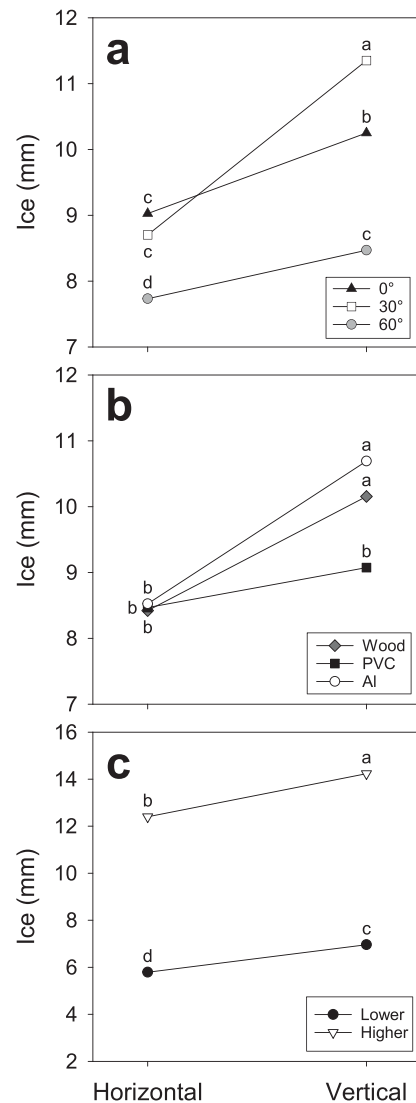 a
12
11
10
9
8
7
Ice (mm)
a
b
c
c
c
d
0°
30°
60°
b
12
11
10
9
8
7
Ice (mm)
a
a
b
b
b
b
Wood
PVC
Al
c
16
14
12
10
8
6
4
2
Ice (mm)
a
b
c
d
Lower
Higher
Horizontal Vertical